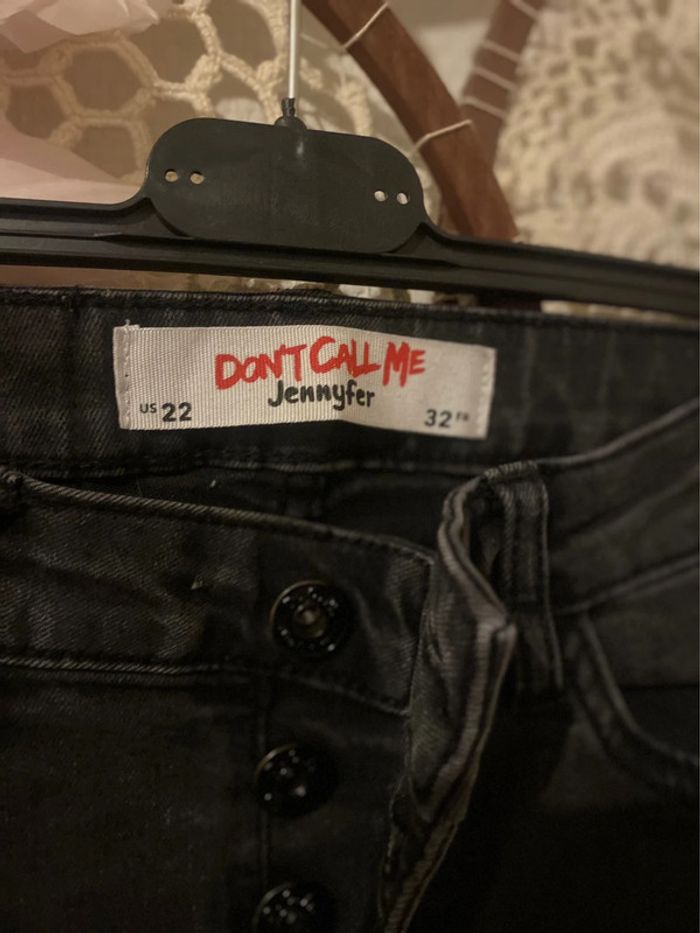 DON'T CALL ME
Jennyfer
US 22
32 FR